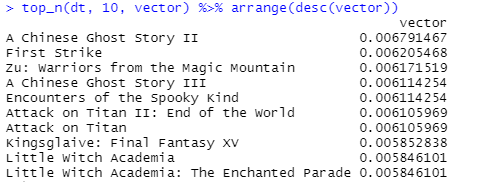 > top_n(dt, 10, vector) %>% arrange(desc(vector))
vector
A Chinese Ghost Story II 0.006791467
First Strike 0.006205468
Zu: Warriors from the Magic Mountain 0.006171519
A Chinese Ghost Story III 0.006114254
Encounters of the Spooky Kind 0.006114254
Attack on Titan II: End of the World 0.006105969
Attack on Titan 0.006105969
Kingsglaive: Final Fantasy XV 0.005852838
Little Witch Academia 0.005846101
Little Witch Academia: The Enchanted Parade 0.005846101